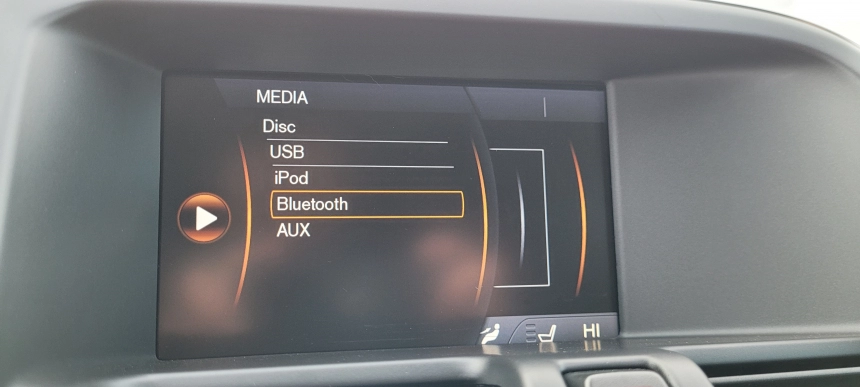 MEDIA
Disc
USB
iPod
Bluetooth
AUX
HI